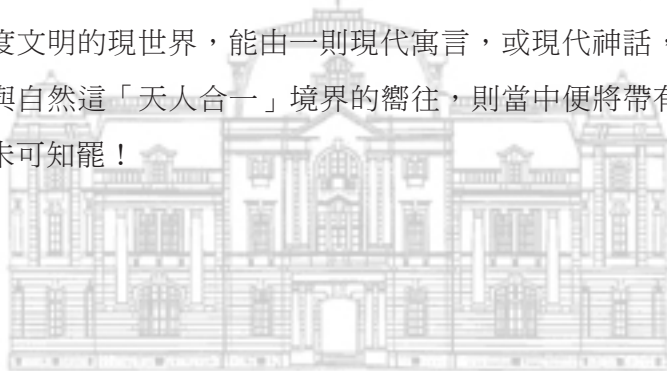 度文明的現世界，能由一則現代寓言，或現代神話，
與自然這「天人合一」境界的嚮往，則當中便將帶有
未可知罷！